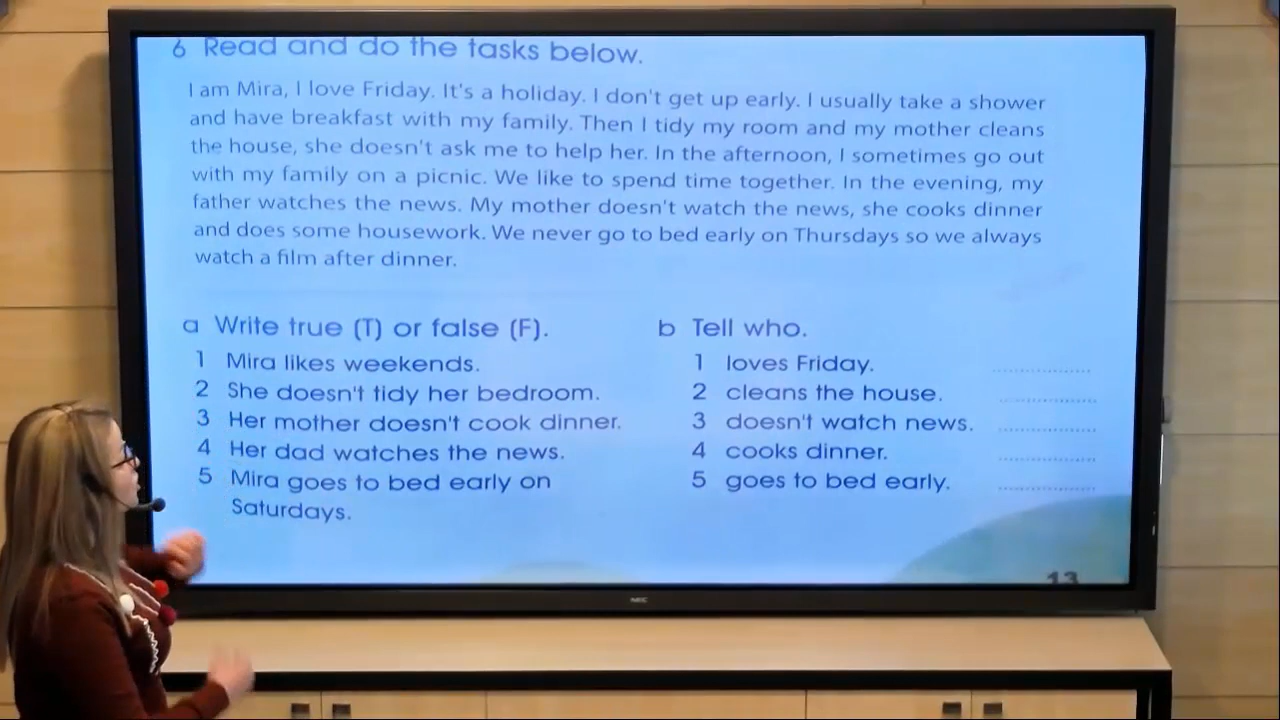 6 Read and do the tasks below.
I am Mira, I love Friday. It's a holiday. I don't get up early. I usually take a shower
and have breakfast with my family. Then I tidy my room and my mother cleans
the house, she doesn't ask me to help her. In the afternoon, I sometimes go out
with my family on a picnic. We like to spend time together. In the evening, my
father watches the news. My mother doesn't watch the news, she cooks dinner
and does some housework. We never go to bed early on Thursdays so we always
watch a film after dinner.
a Write true (T) or false (F).
1 Mira likes weekends.
2 She doesn't tidy her bedroom.
3 Her mother doesn't cook dinner.
4 Her dad watches the news.
5 Mira goes to bed early on
Saturdays.
b Tell who.
1 loves Friday. ....................
2 cleans the house. ....................
3 doesn't watch news. ....................
4 cooks dinner. ....................
5 goes to bed early. ....................
13
NEC